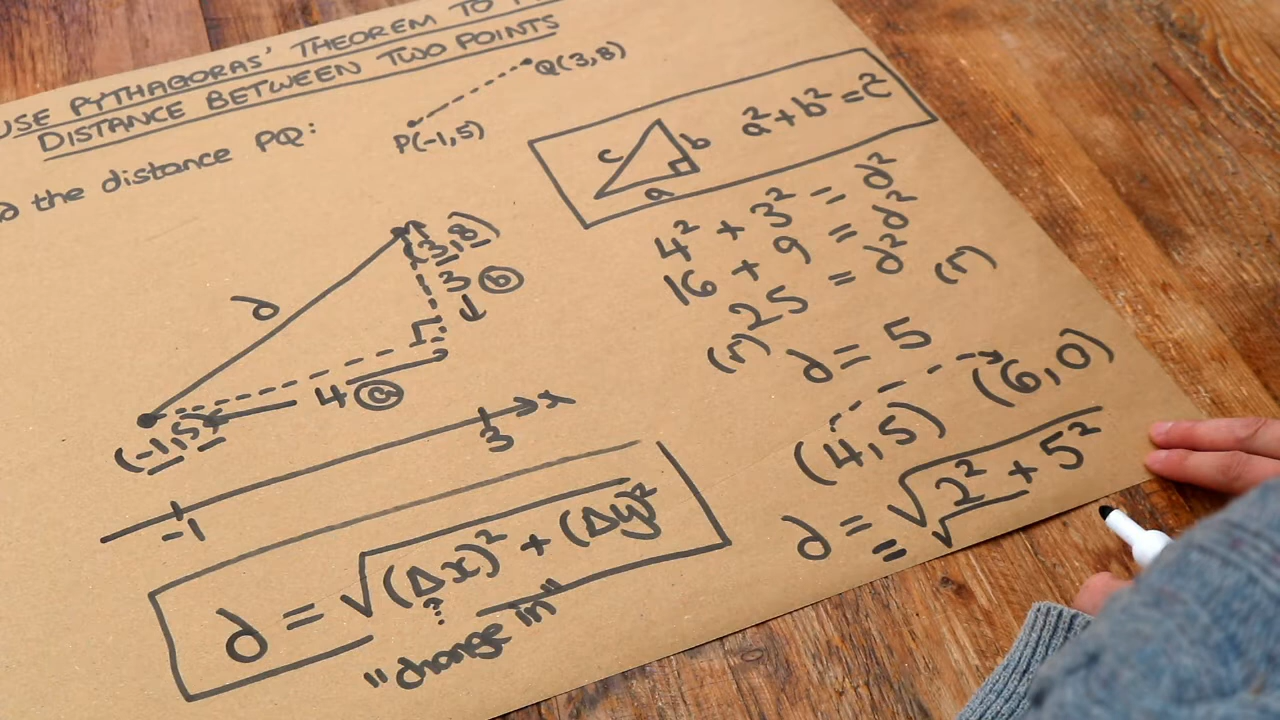 USE PYTHAGORAS' THEOREM TO
DISTANCE BETWEEN TWO POINTS
the distance PQ:
P(-1,5)
Q(3,8)
c
b
a
a² + b² = c²
d
(3,8)
3 b
4 a
(-1,5)
-1
3
x
4² + 3² = d²
16 + 9 = d²
25 = d²
d = 5
(4,5)
(6,0)
d = √2² + 5²
= √
d = √(Δx)² + (Δy)²
"change in"